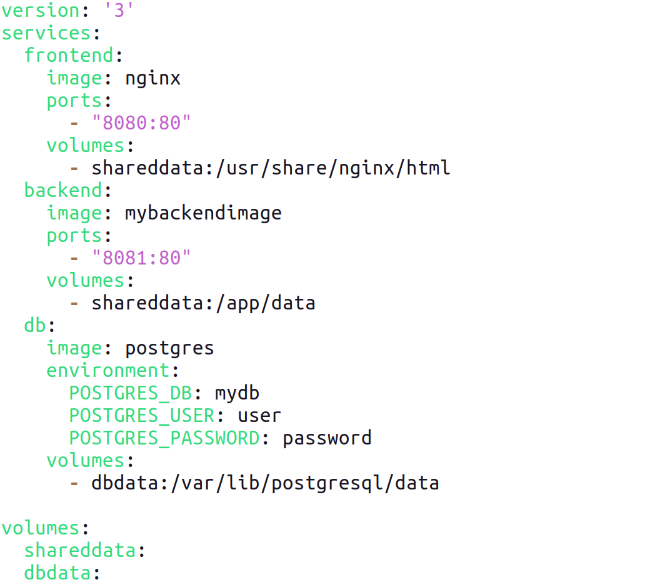 version: '3'
services:
  frontend:
    image: nginx
    ports:
      - "8080:80"
    volumes:
      - shareddata:/usr/share/nginx/html
  backend:
    image: mybackendimage
    ports:
      - "8081:80"
    volumes:
      - shareddata:/app/data
  db:
    image: postgres
    environment:
      POSTGRES_DB: mydb
      POSTGRES_USER: user
      POSTGRES_PASSWORD: password
    volumes:
      - dbdata:/var/lib/postgresql/data

volumes:
  shareddata:
  dbdata: